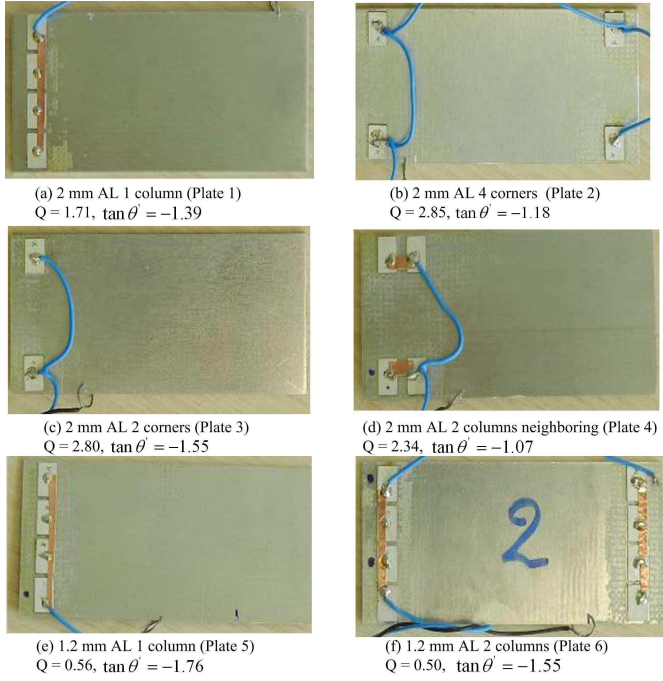 (a) 2 mm AL 1 column (Plate 1)
Q = 1.71, tan θ' = −1.39
(b) 2 mm AL 4 corners (Plate 2)
Q = 2.85, tan θ' = −1.18
(c) 2 mm AL 2 corners (Plate 3)
Q = 2.80, tan θ' = −1.55
(d) 2 mm AL 2 columns neighboring (Plate 4)
Q = 2.34, tan θ' = −1.07
2
(e) 1.2 mm AL 1 column (Plate 5)
Q = 0.56, tan θ' = −1.76
(f) 1.2 mm AL 2 columns (Plate 6)
Q = 0.50, tan θ' = −1.55